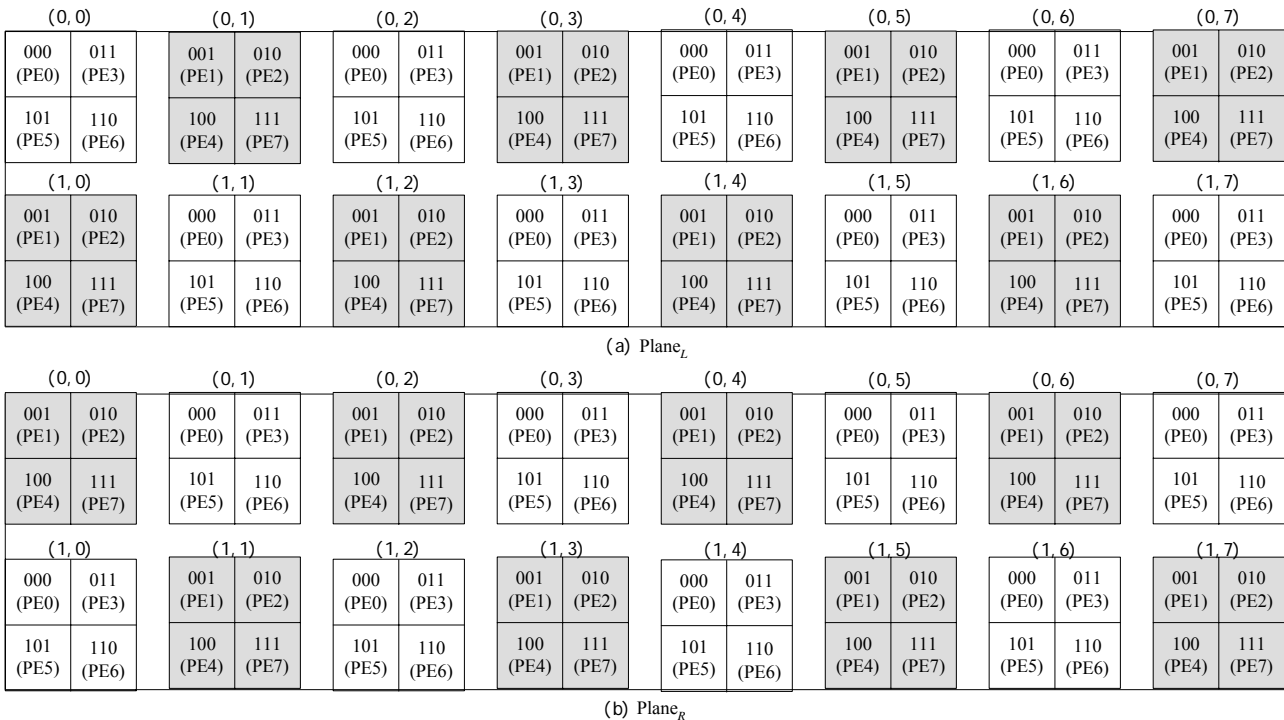 (0, 0) (0, 1) (0, 2) (0, 3) (0, 4) (0, 5) (0, 6) (0, 7)
000 011 001 010 000 011 001 010 000 011 001 010 000 011 001 010
(PE0) (PE3) (PE1) (PE2) (PE0) (PE3) (PE1) (PE2) (PE0) (PE3) (PE1) (PE2) (PE0) (PE3) (PE1) (PE2)
101 110 100 111 101 110 100 111 101 110 100 111 101 110 100 111
(PE5) (PE6) (PE4) (PE7) (PE5) (PE6) (PE4) (PE7) (PE5) (PE6) (PE4) (PE7) (PE5) (PE6) (PE4) (PE7)
(1, 0) (1, 1) (1, 2) (1, 3) (1, 4) (1, 5) (1, 6) (1, 7)
001 010 000 011 001 010 000 011 001 010 000 011 001 010 000 011
(PE1) (PE2) (PE0) (PE3) (PE1) (PE2) (PE0) (PE3) (PE1) (PE2) (PE0) (PE3) (PE1) (PE2) (PE0) (PE3)
100 111 101 110 100 111 101 110 100 111 101 110 100 111 101 110
(PE4) (PE7) (PE5) (PE6) (PE4) (PE7) (PE5) (PE6) (PE4) (PE7) (PE5) (PE6) (PE4) (PE7) (PE5) (PE6)
(a) Plane_L
(0, 0) (0, 1) (0, 2) (0, 3) (0, 4) (0, 5) (0, 6) (0, 7)
001 010 000 011 001 010 000 011 001 010 000 011 001 010 000 011
(PE1) (PE2) (PE0) (PE3) (PE1) (PE2) (PE0) (PE3) (PE1) (PE2) (PE0) (PE3) (PE1) (PE2) (PE0) (PE3)
100 111 101 110 100 111 101 110 100 111 101 110 100 111 101 110
(PE4) (PE7) (PE5) (PE6) (PE4) (PE7) (PE5) (PE6) (PE4) (PE7) (PE5) (PE6) (PE4) (PE7) (PE5) (PE6)
(1, 0) (1, 1) (1, 2) (1, 3) (1, 4) (1, 5) (1, 6) (1, 7)
000 011 001 010 000 011 001 010 000 011 001 010 000 011 001 010
(PE0) (PE3) (PE1) (PE2) (PE0) (PE3) (PE1) (PE2) (PE0) (PE3) (PE1) (PE2) (PE0) (PE3) (PE1) (PE2)
101 110 100 111 101 110 100 111 101 110 100 111 101 110 100 111
(PE5) (PE6) (PE4) (PE7) (PE5) (PE6) (PE4) (PE7) (PE5) (PE6) (PE4) (PE7) (PE5) (PE6) (PE4) (PE7)
(b) Plane_R